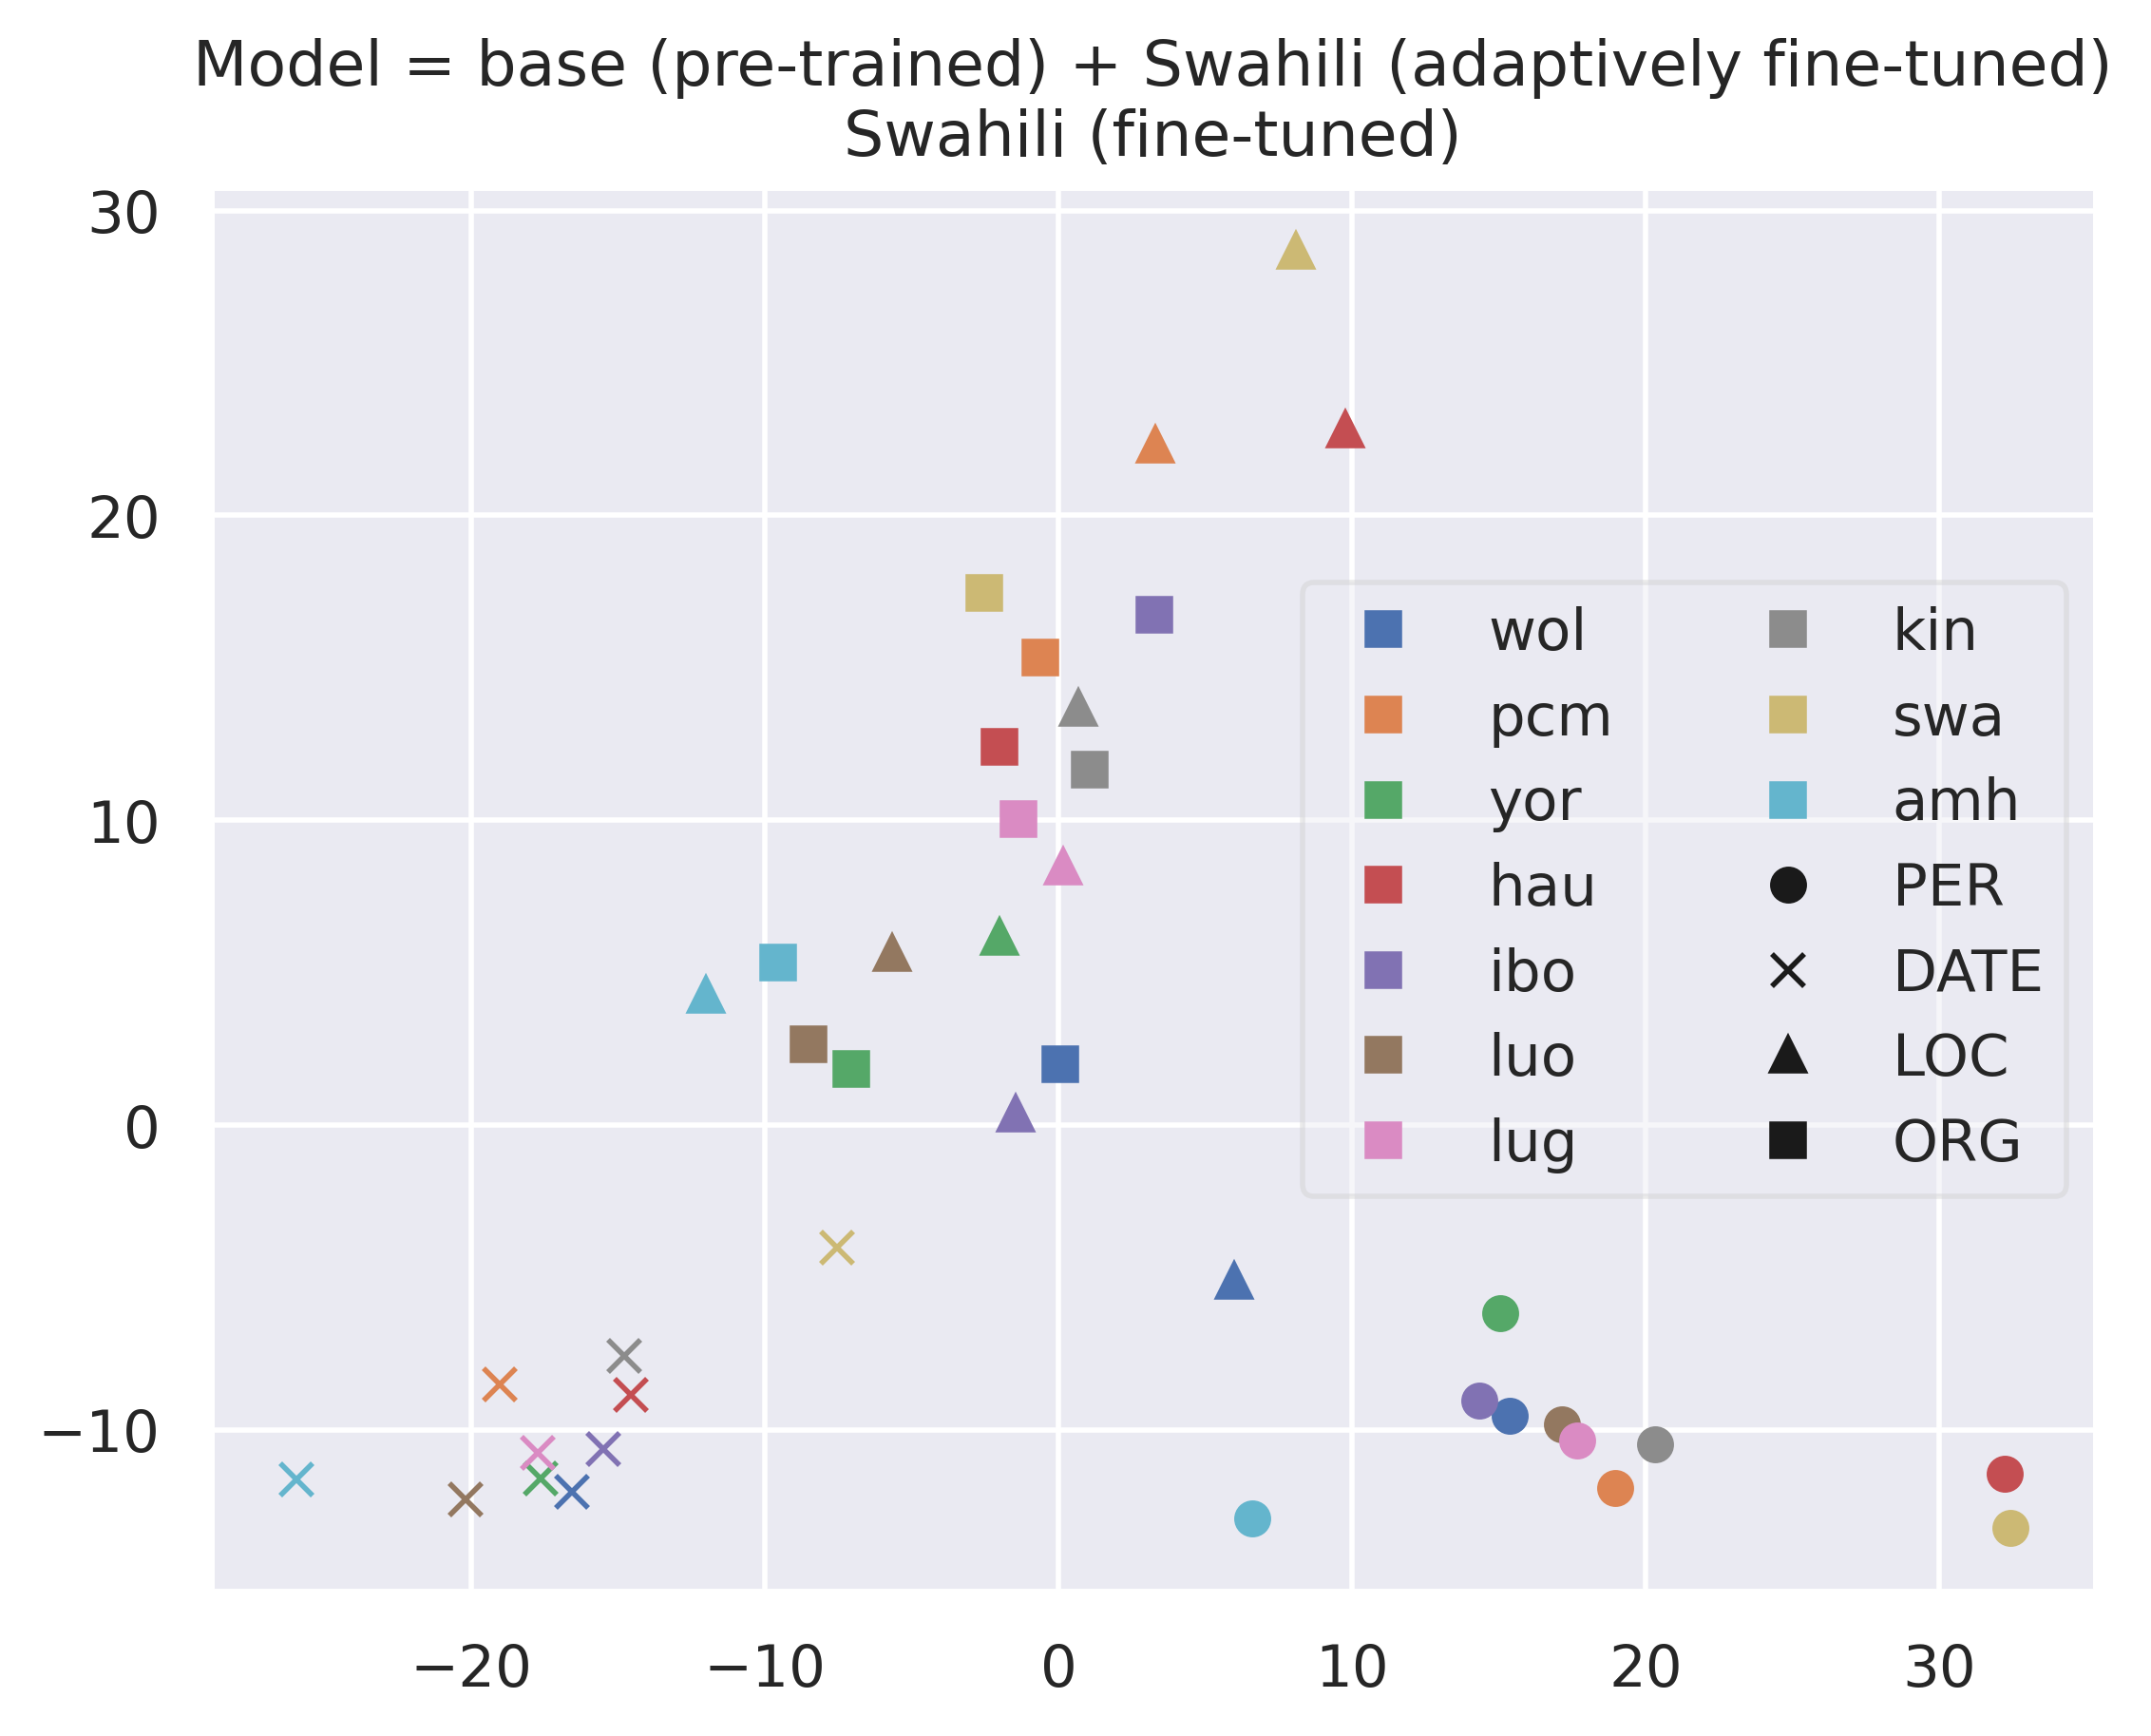 Model = base (pre-trained) + Swahili (adaptively fine-tuned)
Swahili (fine-tuned)
30
20
10
0
−10
wol
pcm
yor
hau
ibo
luo
lug
kin
swa
amh
PER
DATE
LOC
ORG
−20
−10
0
10
20
30